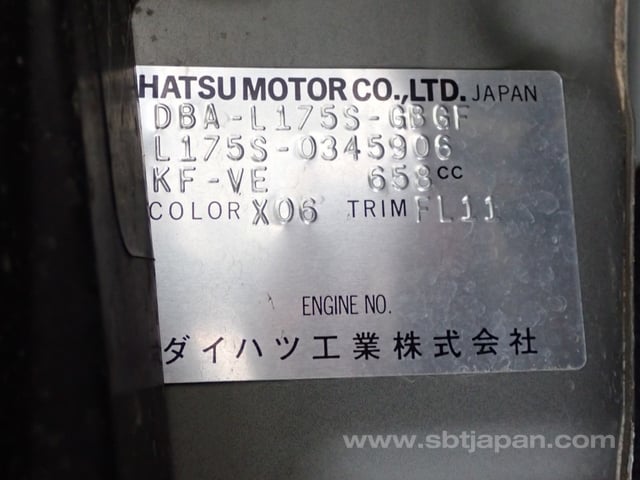 HATSU MOTOR CO.,LTD. JAPAN
DBA-L175S-GBGF
L175S-0345906
KF-VE 658cc
COLOR X06 TRIM FL11
ENGINE NO.
ダイハツ工業株式会社
www.sbtjapan.com